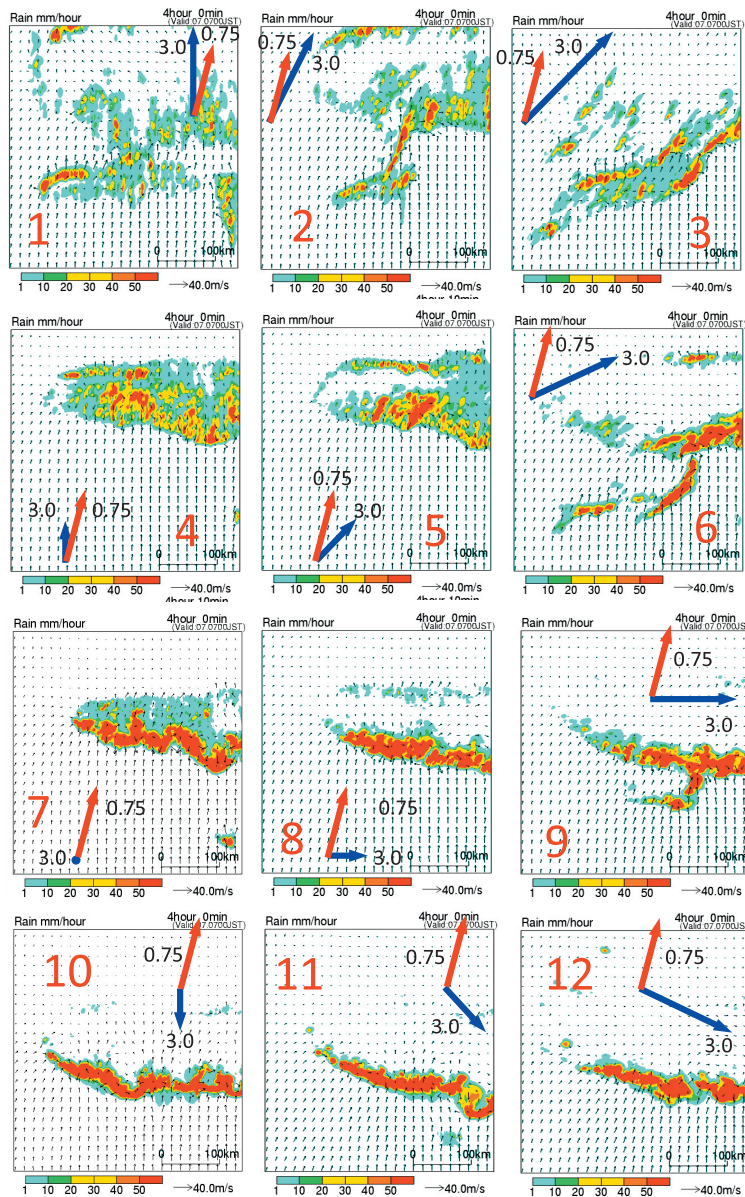 Rain mm/hour 4hour 0min
(Valid:07.0700JST)
3.0 0.75
1
0 100km
1 10 20 30 40 50 →40.0m/s
Rain mm/hour 4hour 0min
(Valid:07.0700JST)
0.75 3.0
2
0 100km
1 10 20 30 40 50 →40.0m/s
Rain mm/hour 4hour 0min
(Valid:07.0700JST)
0.75 3.0
3
0 100km
1 10 20 30 40 50 →40.0m/s
Rain mm/hour 4hour 0min
(Valid:07.0700JST)
3.0 0.75
4
0 100km
1 10 20 30 40 50 →40.0m/s
4hour 10min
Rain mm/hour 4hour 0min
(Valid:07.0700JST)
0.75
3.0
5
0 100km
1 10 20 30 40 50 →40.0m/s
4hour 10min
Rain mm/hour 4hour 0min
(Valid:07.0700JST)
0.75 3.0
6
0 100km
1 10 20 30 40 50 →40.0m/s
Rain mm/hour 4hour 0min
(Valid:07.0700JST)
7
0.75
3.0
0 100km
1 10 20 30 40 50 →40.0m/s
Rain mm/hour 4hour 0min
(Valid:07.0700JST)
0.75
8
3.0
0 100km
1 10 20 30 40 50 →40.0m/s
Rain mm/hour 4hour 0min
(Valid:07.0700JS
0.75
3.0
9
0 100km
1 10 20 30 40 50 →40.0m/s
Rain mm/hour 4hour 0min
(Valid:07.0700JST)
0.75
10
3.0
0 100km
1 10 20 30 40 50 →40.0m/s
Rain mm/hour 4hour 0min
(Valid:07.0700JST)
0.75
11
3.0
0 100km
1 10 20 30 40 50 →40.0m/s
Rain mm/hour 4hour 0min
(Valid:07.0700JS
0.75
12
3.0
0 100km
1 10 20 30 40 50 →40.0m/s